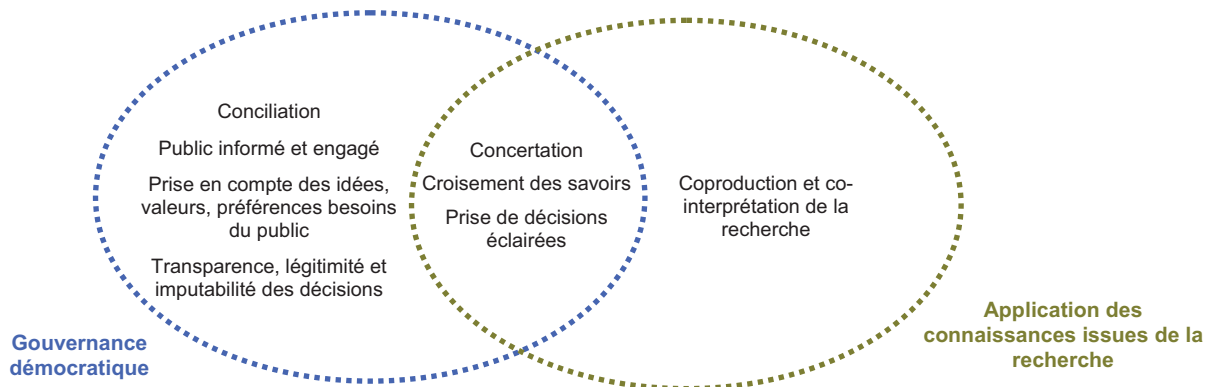 Conciliation
Public informé et engagé
Prise en compte des idées,
valeurs, préférences besoins
du public
Transparence, légitimité et
imputabilité des décisions
Concertation
Croisement des savoirs
Prise de décisions
éclairées
Coproduction et co-
interprétation de la
recherche
Gouvernance
démocratique
Application des
connaissances issues de la
recherche